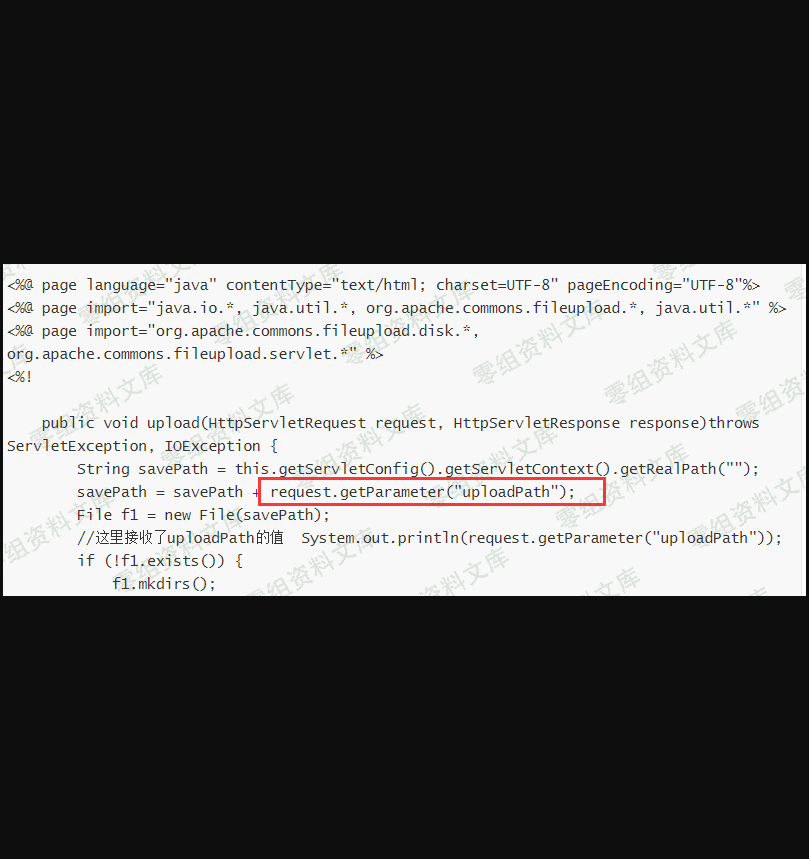 <%@ page language="java" contentType="text/html; charset=UTF-8" pageEncoding="UTF-8"%>
<%@ page import="java.io.*, java.util.*, org.apache.commons.fileupload.*, java.util.*" %>
<%@ page import="org.apache.commons.fileupload.disk.*,
org.apache.commons.fileupload.servlet.*" %>
<%!
public void upload(HttpServletRequest request, HttpServletResponse response)throws
ServletException, IOException {
String savePath = this.getServletConfig().getServletContext().getRealPath("");
savePath = savePath + request.getParameter("uploadPath");
File f1 = new File(savePath);
//这里接收了uploadPath的值  System.out.println(request.getParameter("uploadPath"));
if (!f1.exists()) {
f1.mkdirs();
零组资料文库